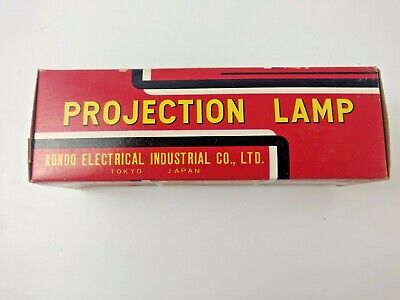 PROJECTION LAMP
KONDO ELECTRICAL INDUSTRIAL CO., LTD.
TOKYO JAPAN